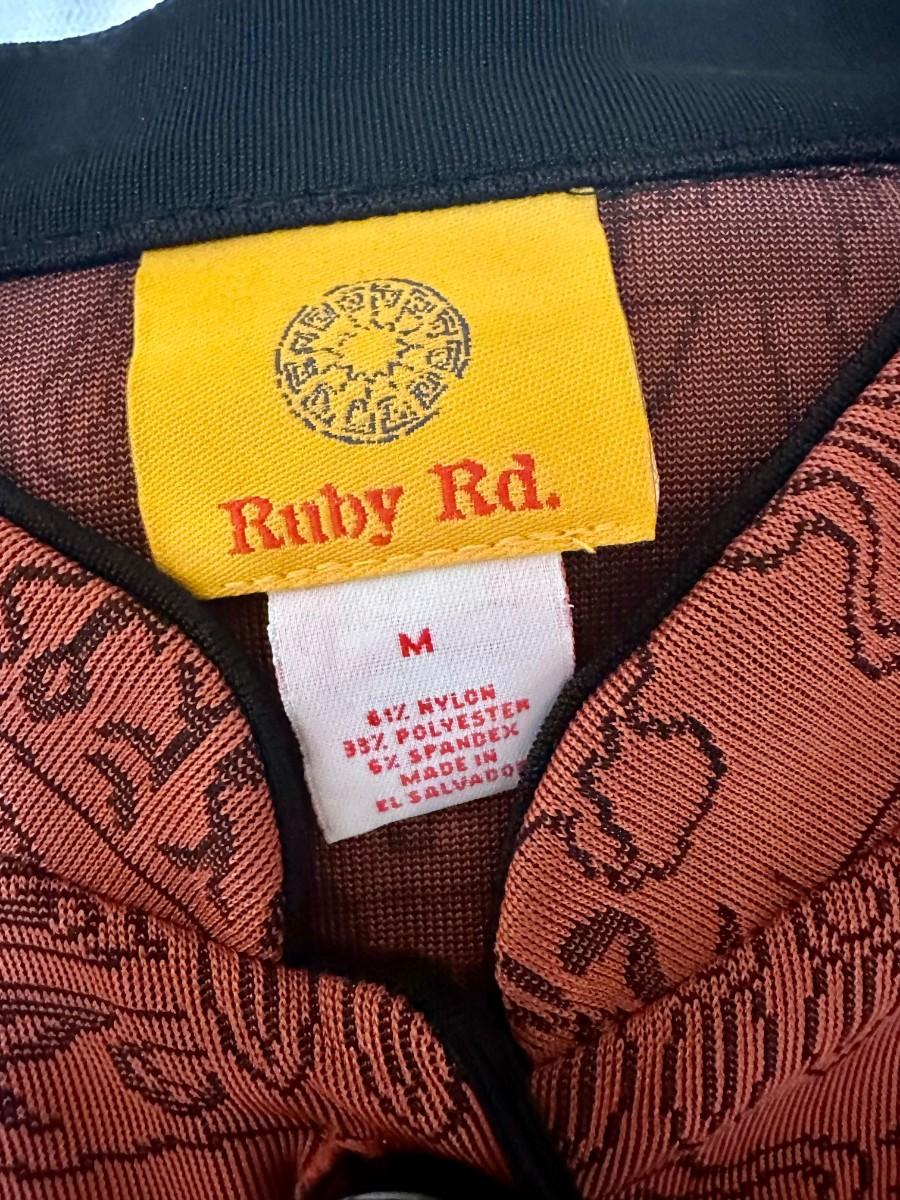 Ruby Rd.
M
61% NYLON
33% POLYESTER
6% SPANDEX
MADE IN
EL SALVADOR